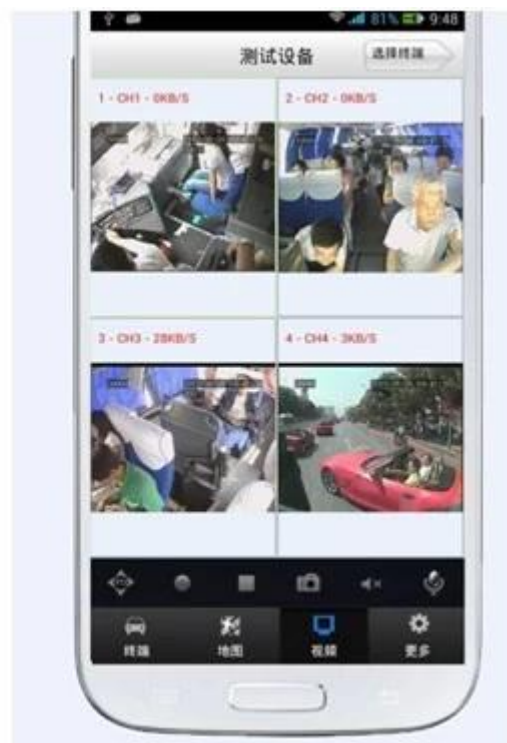 81% 9:48
测试设备 选择终端
1 - CH1 - 0KB/S 2 - CH2 - 0KB/S
3 - CH3 - 28KB/S 4 - CH4 - 3KB/S
PTZ
终端 地图 视频 更多